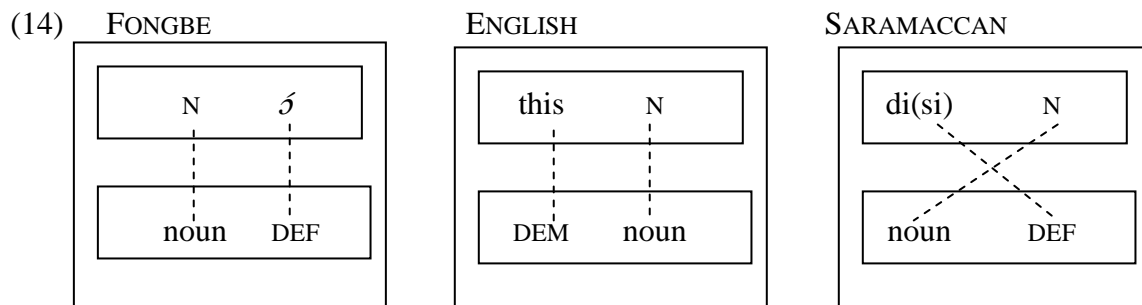 (14) FONGBE ENGLISH SARAMACCAN
N ɔ́ this N di(si) N
noun DEF DEM noun noun DEF